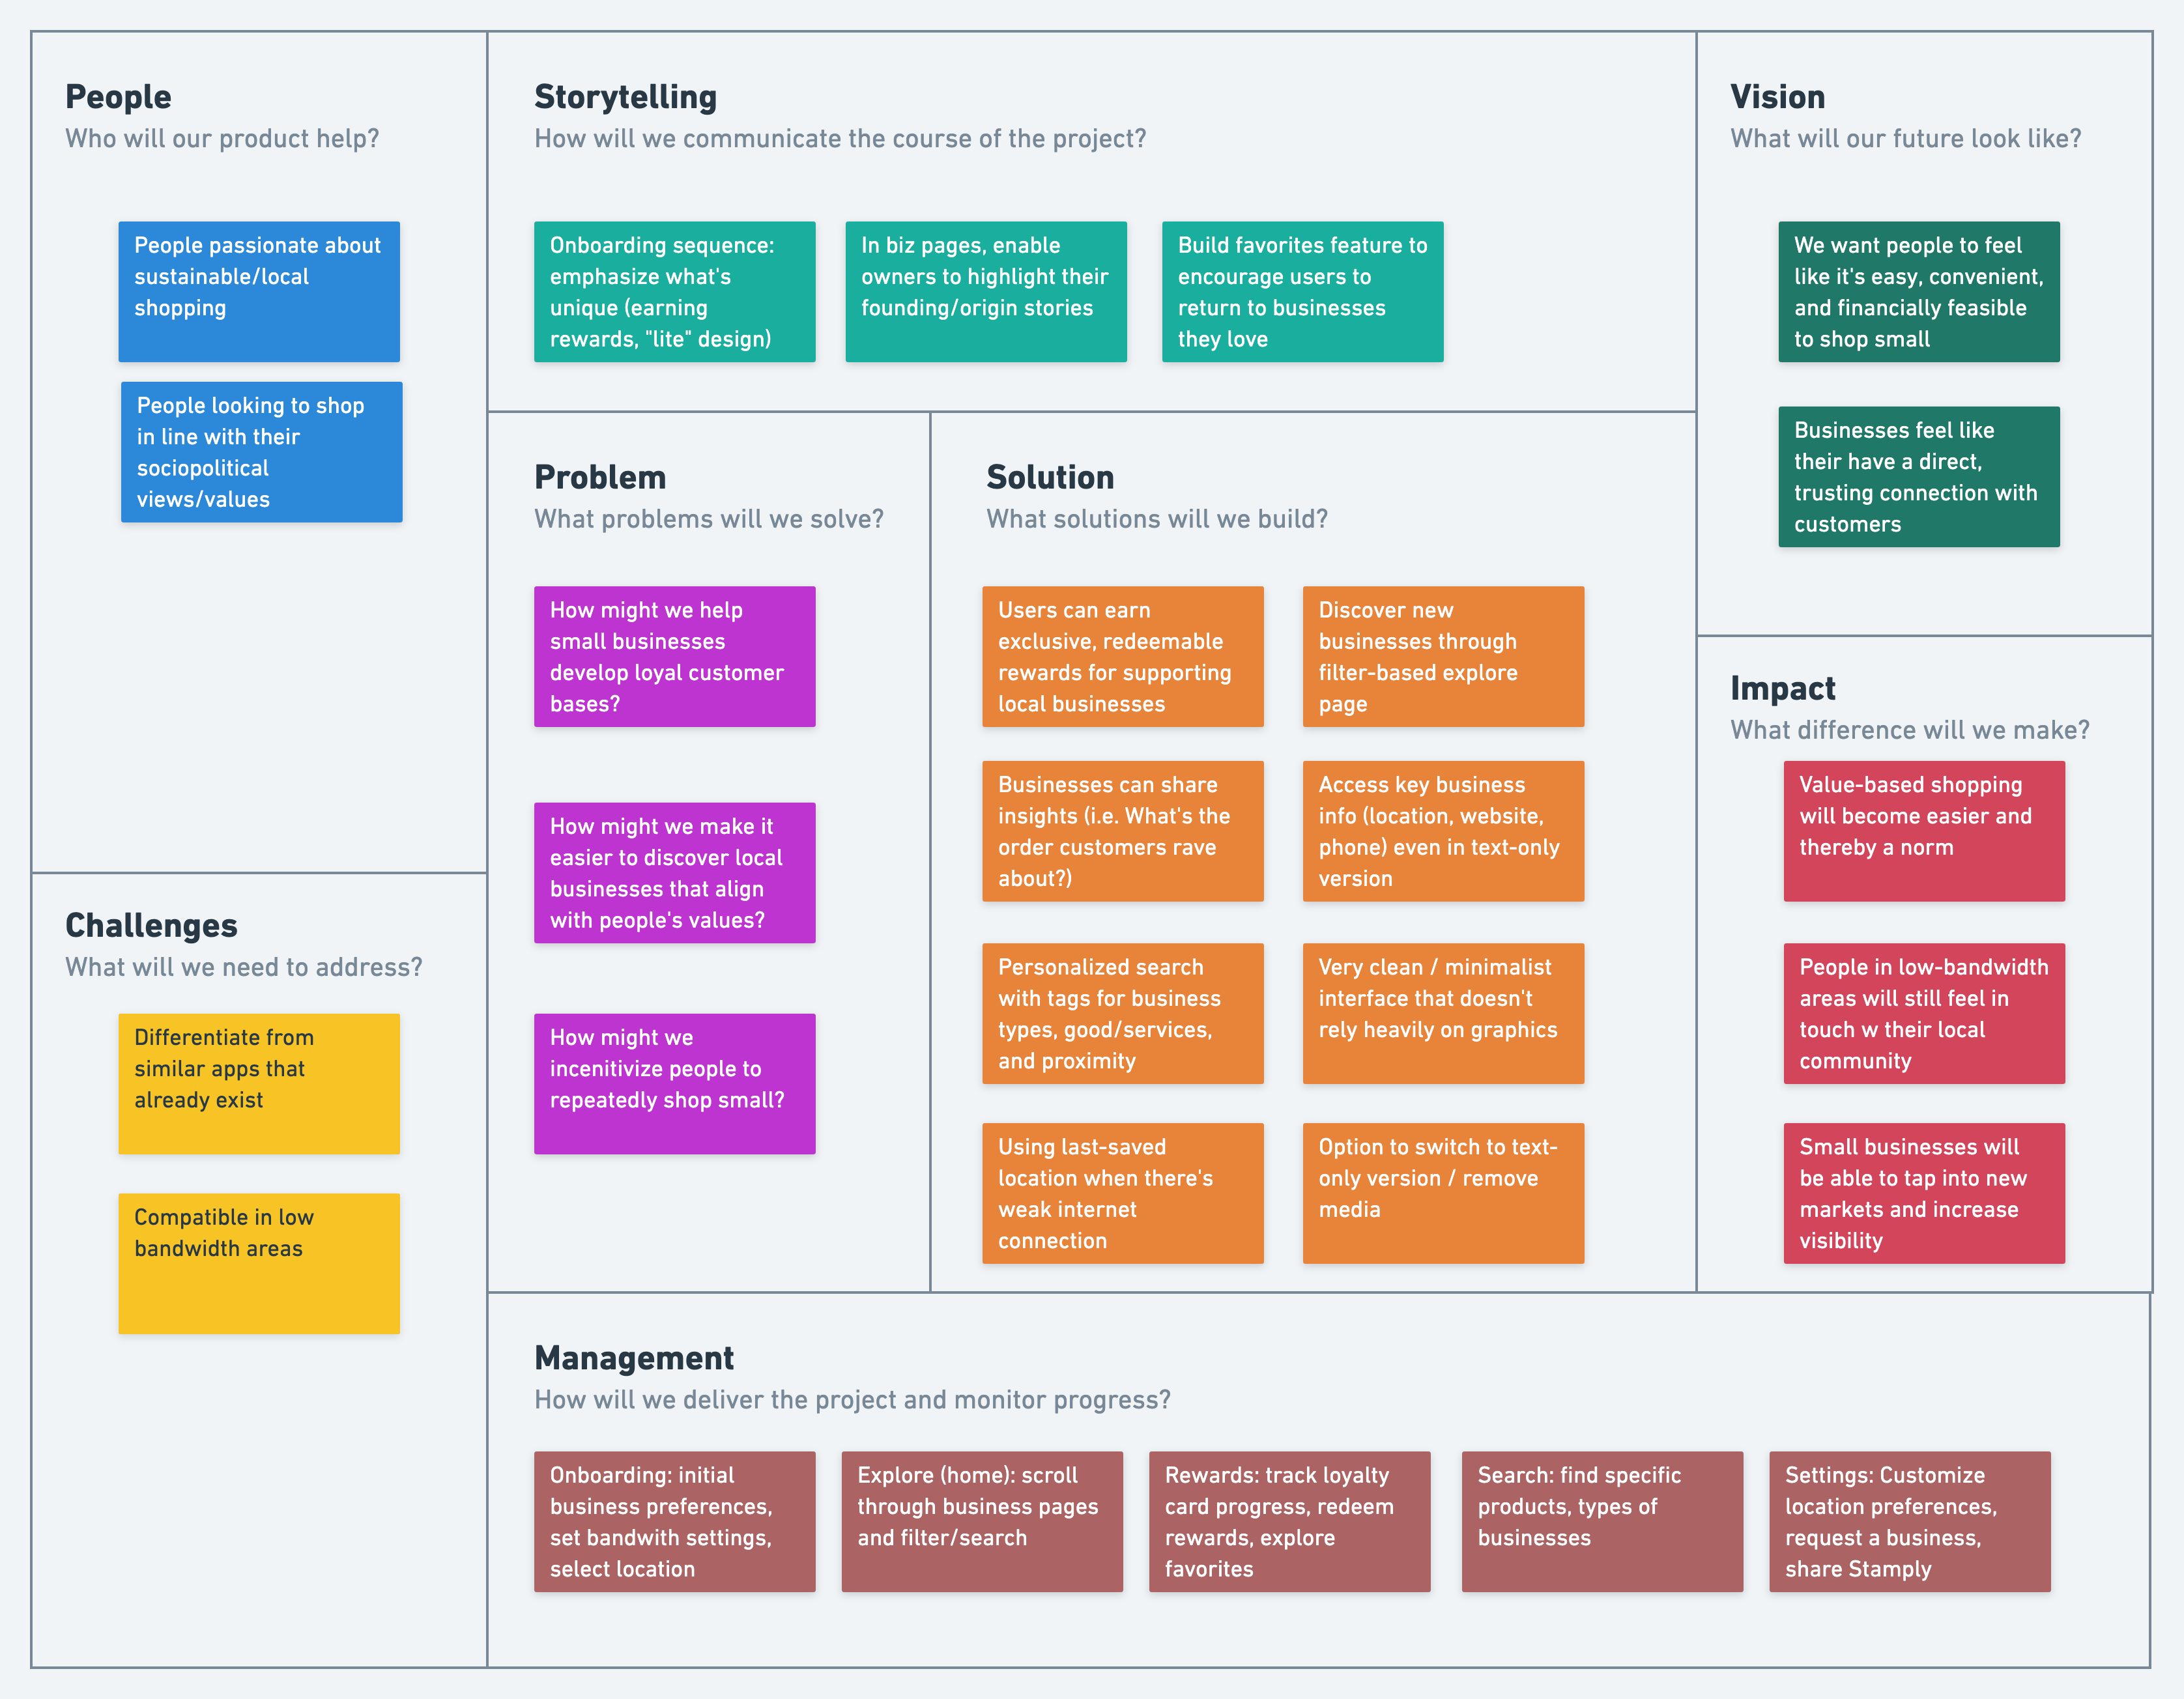 People
Who will our product help?
People passionate about
sustainable/local
shopping
People looking to shop
in line with their
sociopolitical
views/values
Challenges
What will we need to address?
Differentiate from
similar apps that
already exist
Compatible in low
bandwidth areas
Storytelling
How will we communicate the course of the project?
Onboarding sequence:
emphasize what's
unique (earning
rewards, "lite" design)
In biz pages, enable
owners to highlight their
founding/origin stories
Build favorites feature to
encourage users to
return to businesses
they love
Problem
What problems will we solve?
How might we help
small businesses
develop loyal customer
bases?
How might we make it
easier to discover local
businesses that align
with people's values?
How might we
incenitivize people to
repeatedly shop small?
Solution
What solutions will we build?
Users can earn
exclusive, redeemable
rewards for supporting
local businesses
Discover new
businesses through
filter-based explore
page
Businesses can share
insights (i.e. What's the
order customers rave
about?)
Access key business
info (location, website,
phone) even in text-only
version
Personalized search
with tags for business
types, good/services,
and proximity
Very clean / minimalist
interface that doesn't
rely heavily on graphics
Using last-saved
location when there's
weak internet
connection
Option to switch to text-
only version / remove
media
Vision
What will our future look like?
We want people to feel
like it's easy, convenient,
and financially feasible
to shop small
Businesses feel like
their have a direct,
trusting connection with
customers
Impact
What difference will we make?
Value-based shopping
will become easier and
thereby a norm
People in low-bandwidth
areas will still feel in
touch w their local
community
Small businesses will
be able to tap into new
markets and increase
visibility
Management
How will we deliver the project and monitor progress?
Onboarding: initial
business preferences,
set bandwith settings,
select location
Explore (home): scroll
through business pages
and filter/search
Rewards: track loyalty
card progress, redeem
rewards, explore
favorites
Search: find specific
products, types of
businesses
Settings: Customize
location preferences,
request a business,
share Stamply